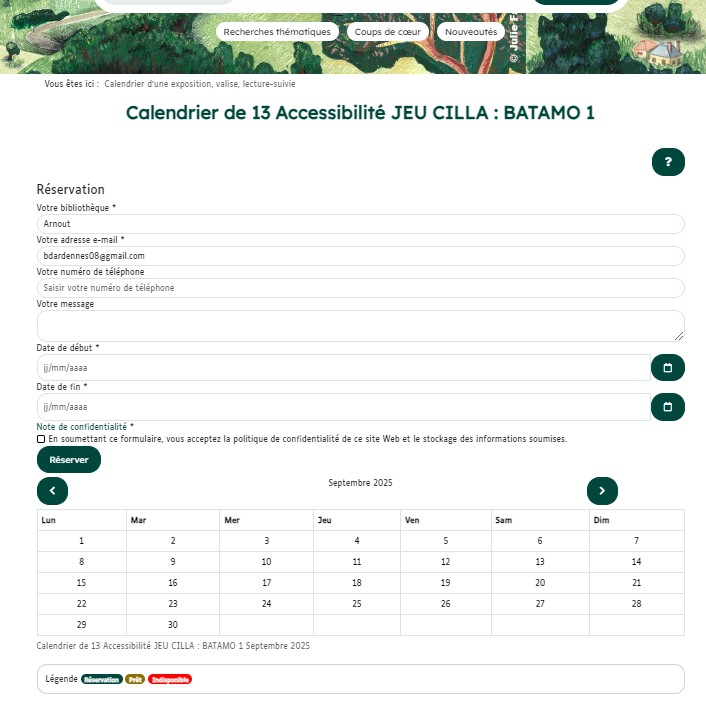 Recherches thématiques Coups de cœur Nouveautés
© Julie F
Vous êtes ici : Calendrier d'une exposition, valise, lecture-suivie
Calendrier de 13 Accessibilité JEU CILLA : BATAMO 1
?
Réservation
Votre bibliothèque *
Arnout
Votre adresse e-mail *
bdardennes08@gmail.com
Votre numéro de téléphone
Saisir votre numéro de téléphone
Votre message
Date de début *
jj/mm/aaaa
Date de fin *
jj/mm/aaaa
Note de confidentialité *
En soumettant ce formulaire, vous acceptez la politique de confidentialité de ce site Web et le stockage des informations soumises.
Réserver
Septembre 2025
Lun Mar Mer Jeu Ven Sam Dim
1 2 3 4 5 6 7
8 9 10 11 12 13 14
15 16 17 18 19 20 21
22 23 24 25 26 27 28
29 30
Calendrier de 13 Accessibilité JEU CILLA : BATAMO 1 Septembre 2025
Légende Réservation Prêt Indisponible